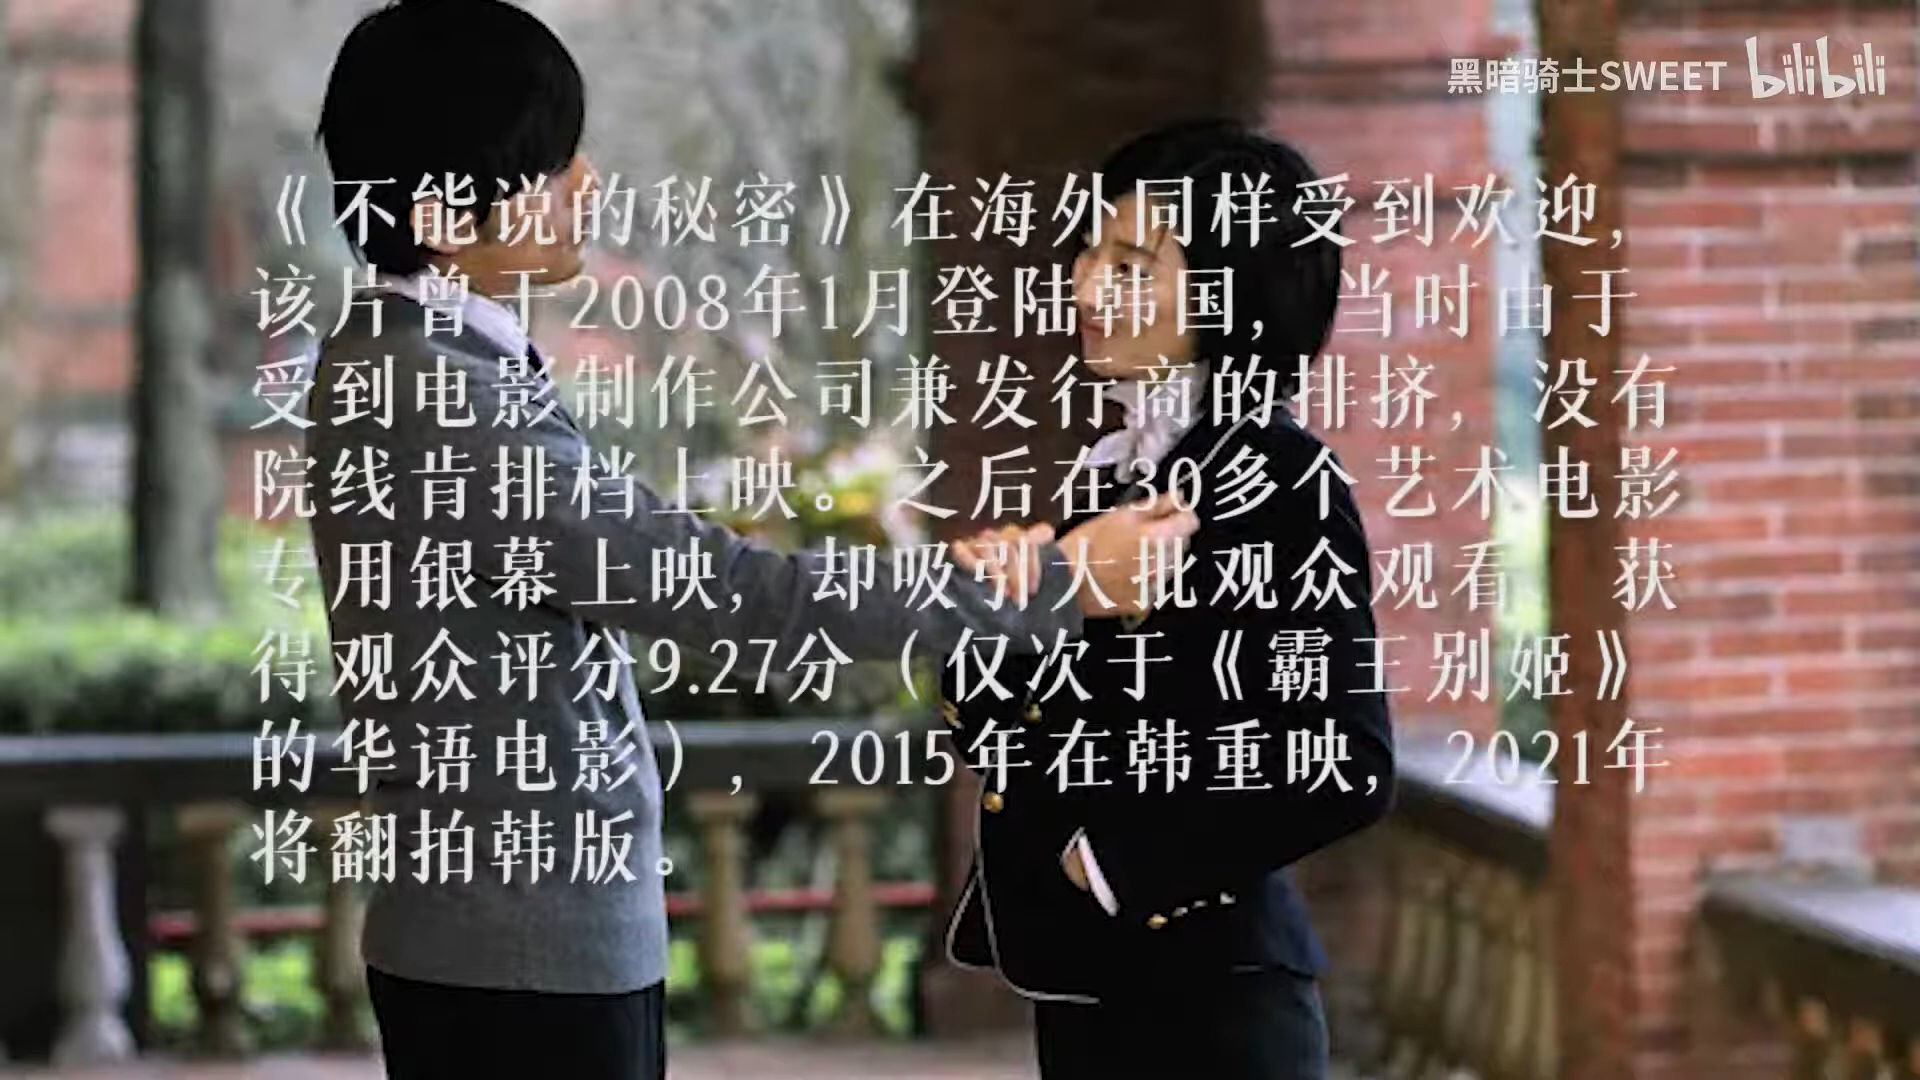 黑暗骑士SWEET bilibili
《不能说的秘密》在海外同样受到欢迎，
该片曾于2008年1月登陆韩国，当时由于
受到电影制作公司兼发行商的排挤，没有
院线肯排档上映。之后在30多个艺术电影
专用银幕上映，却吸引大批观众观看、获
得观众评分9.27分（仅次于《霸王别姬》
的华语电影），2015年在韩重映，2021年
将翻拍韩版。